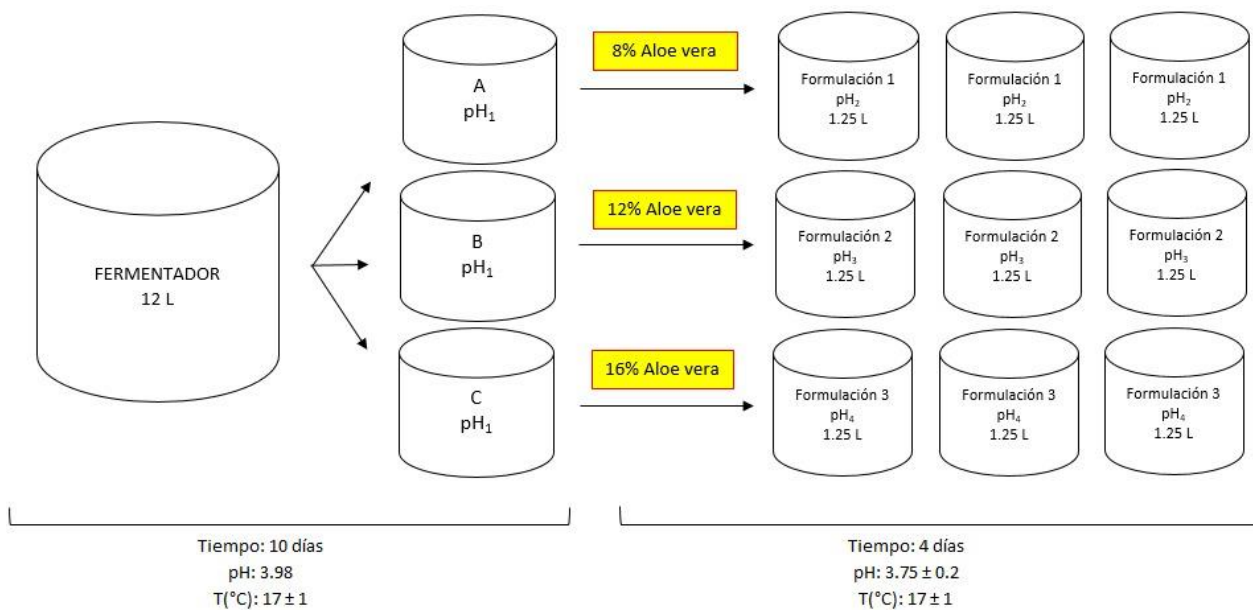 FERMENTADOR
12 L
A
pH₁
8% Aloe vera
Formulación 1
pH₂
1.25 L
Formulación 1
pH₂
1.25 L
Formulación 1
pH₂
1.25 L
B
pH₁
12% Aloe vera
Formulación 2
pH₃
1.25 L
Formulación 2
pH₃
1.25 L
Formulación 2
pH₃
1.25 L
C
pH₁
16% Aloe vera
Formulación 3
pH₄
1.25 L
Formulación 3
pH₄
1.25 L
Formulación 3
pH₄
1.25 L
Tiempo: 10 días
pH: 3.98
T(°C): 17 ± 1
Tiempo: 4 días
pH: 3.75 ± 0.2
T(°C): 17 ± 1